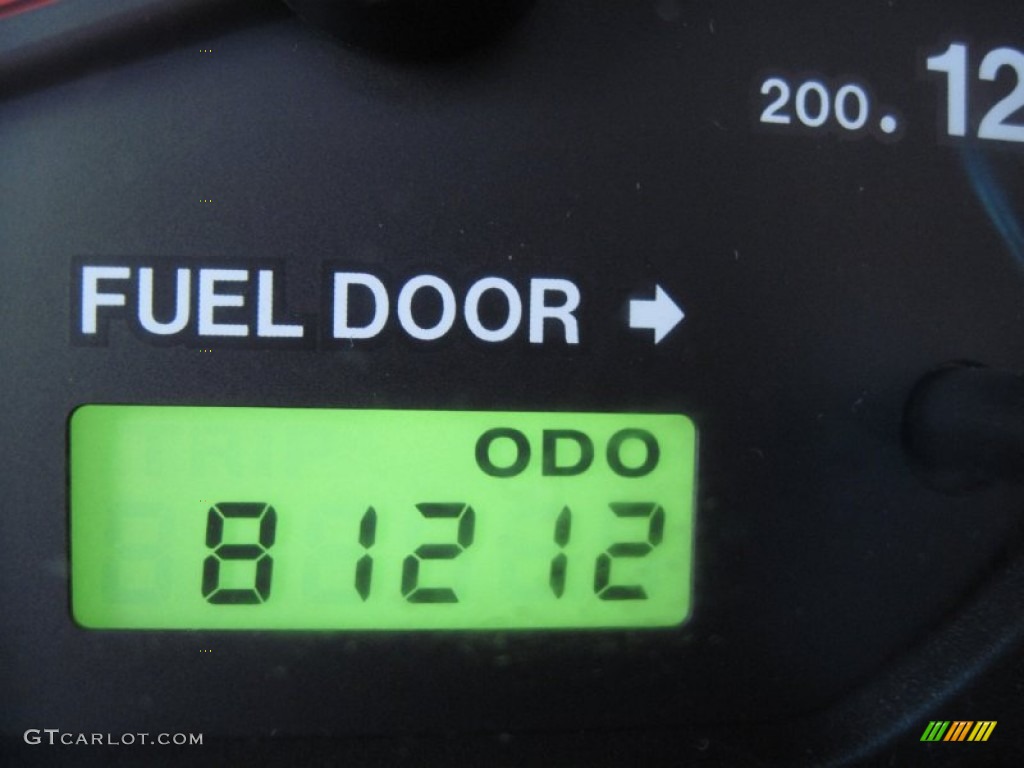 200. 12
FUEL DOOR →
ODO
81212
GTCARLOT.COM